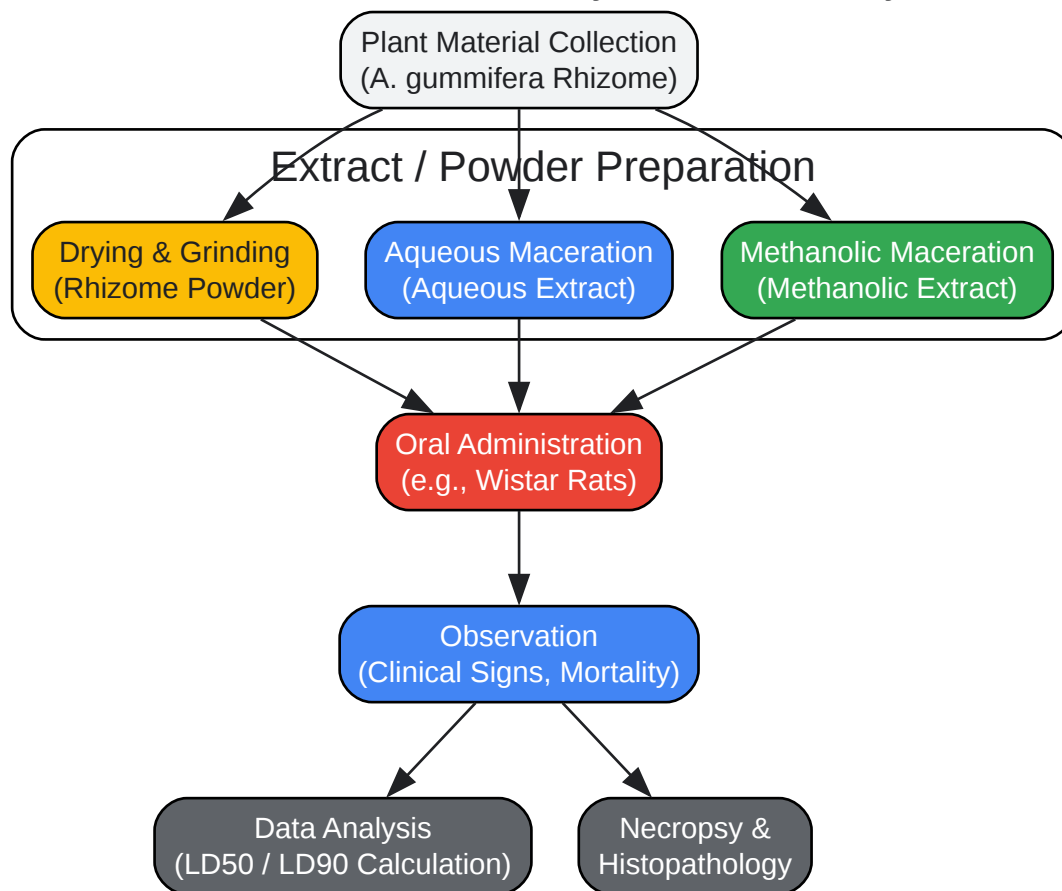 Plant Material Collection
(A. gummifera Rhizome)
Extract / Powder Preparation
Drying & Grinding
(Rhizome Powder)
Aqueous Maceration
(Aqueous Extract)
Methanolic Maceration
(Methanolic Extract)
Oral Administration
(e.g., Wistar Rats)
Observation
(Clinical Signs, Mortality)
Data Analysis
(LD50 / LD90 Calculation)
Necropsy &
Histopathology